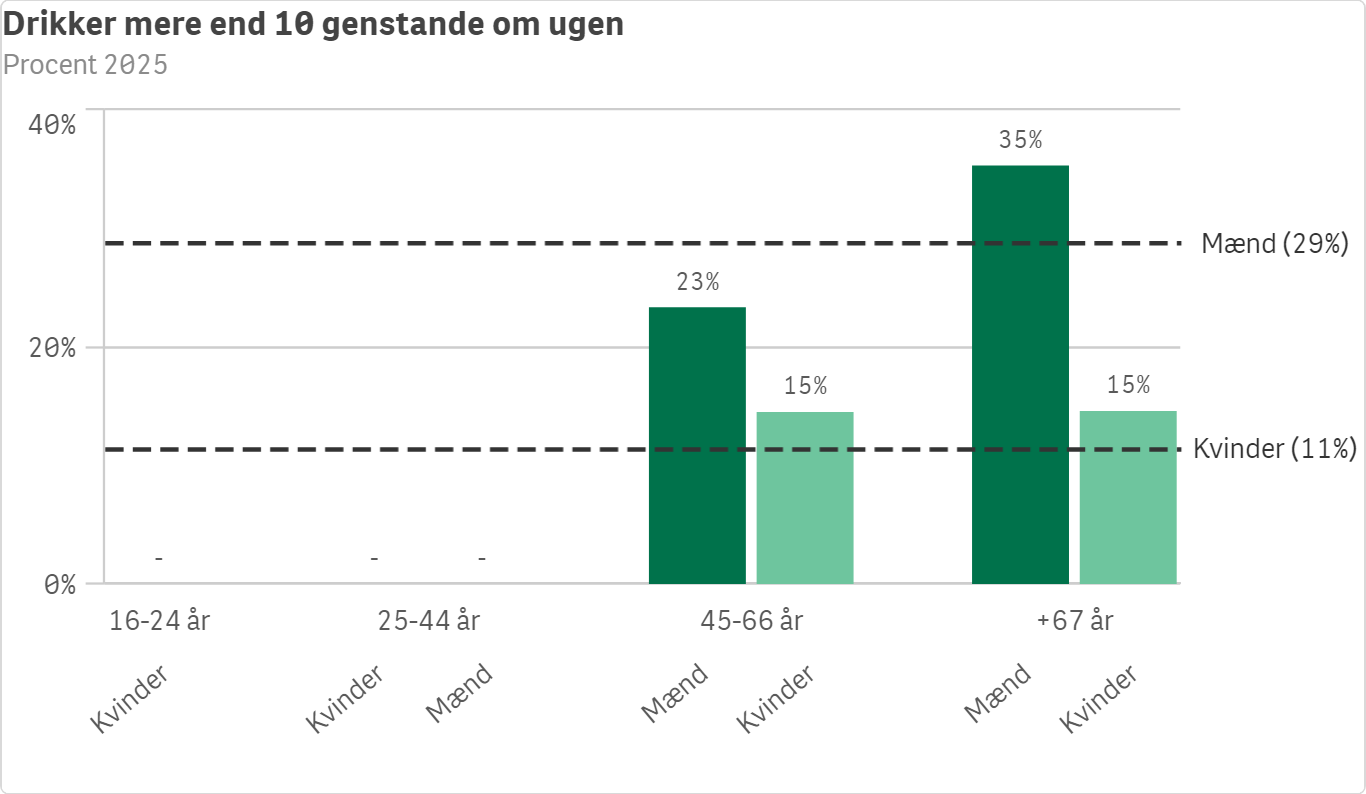 Drikker mere end 10 genstande om ugen
Procent 2025
40%
20%
0%
35%
23%
15%
15%
Mænd (29%)
Kvinder (11%)
-
-
-
16-24 år
25-44 år
45-66 år
+67 år
Kvinder
Kvinder
Mænd
Mænd
Kvinder
Mænd
Kvinder